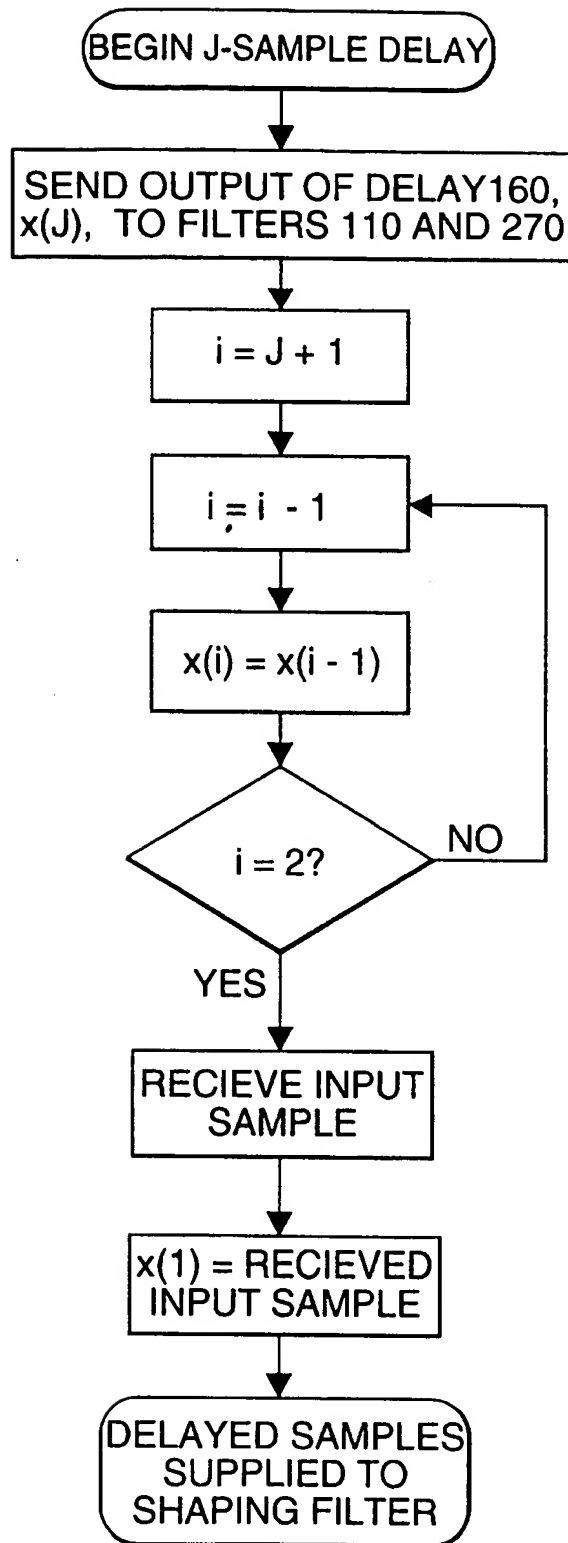 BEGIN J-SAMPLE DELAY
SEND OUTPUT OF DELAY160,
x(J), TO FILTERS 110 AND 270
i = J + 1
i = i - 1
x(i) = x(i - 1)
i = 2?
NO
YES
RECIEVE INPUT
SAMPLE
x(1) = RECIEVED
INPUT SAMPLE
DELAYED SAMPLES
SUPPLIED TO
SHAPING FILTER